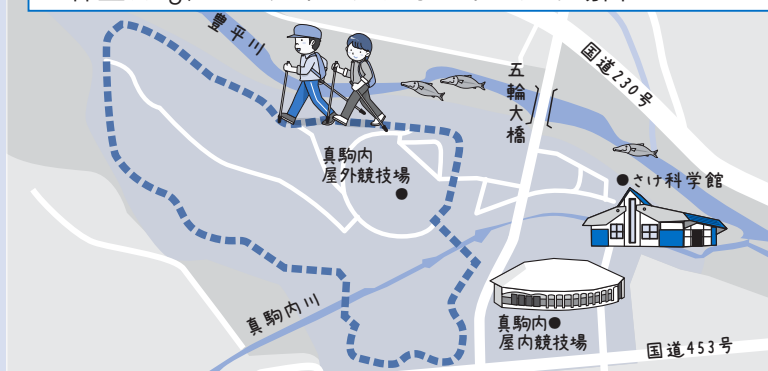 豊平川
国道230号
五輪大橋
真駒内
屋外競技場
さけ科学館
真駒内川
真駒内
屋内競技場
国道453号